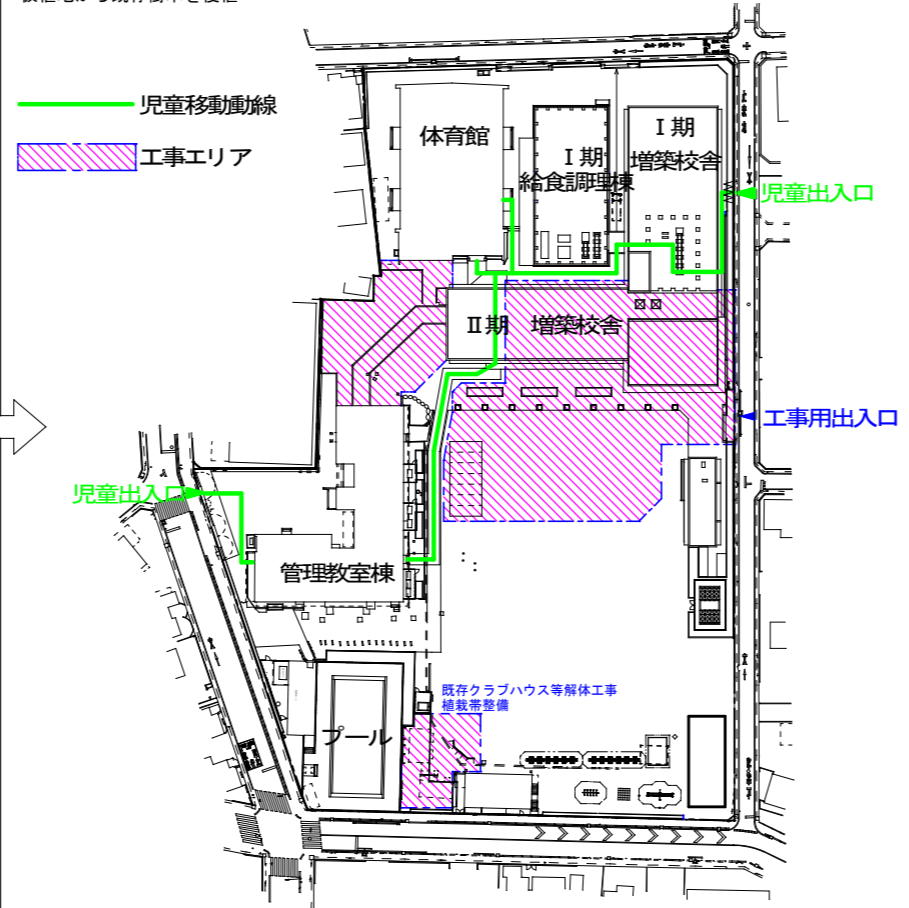 児童移動動線
工事エリア
体育館
Ⅰ期
給食調理棟
Ⅰ期
増築校舎
児童出入口
Ⅱ期 増築校舎
工事用出入口
児童出入口
管理教室棟
既存クラブハウス等解体工事
植栽帯整備
プール